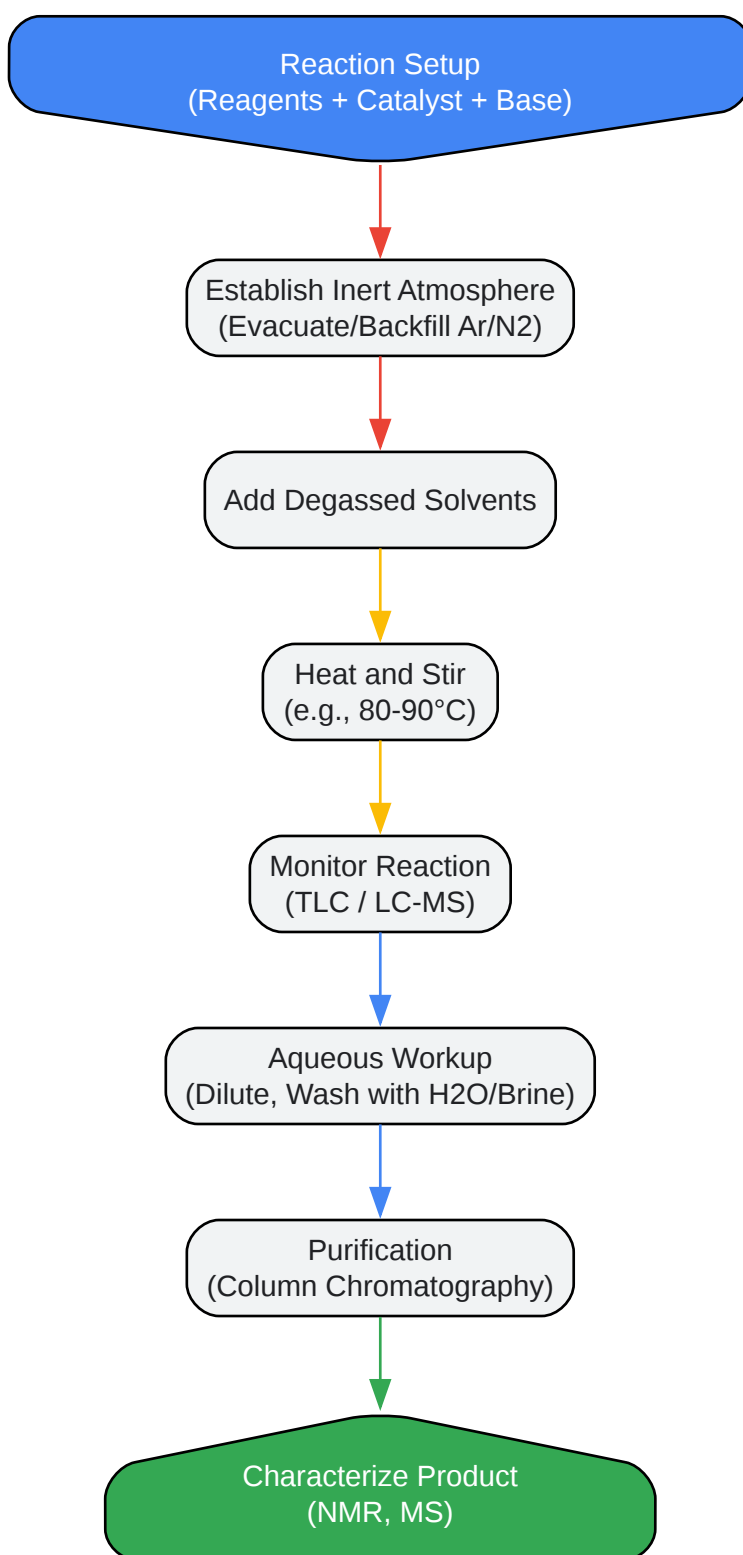 Reaction Setup
(Reagents + Catalyst + Base)
Establish Inert Atmosphere
(Evacuate/Backfill Ar/N2)
Add Degassed Solvents
Heat and Stir
(e.g., 80-90°C)
Monitor Reaction
(TLC / LC-MS)
Aqueous Workup
(Dilute, Wash with H2O/Brine)
Purification
(Column Chromatography)
Characterize Product
(NMR, MS)